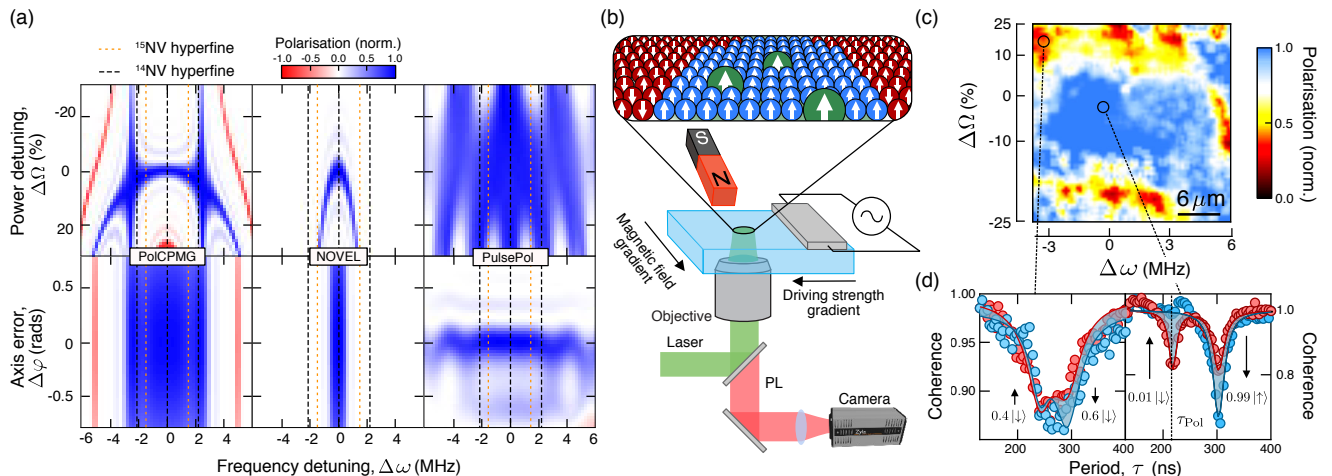 (a)
¹⁵NV hyperfine
¹⁴NV hyperfine
Polarisation (norm.)
-1.0 0.0 1.0
Power detuning,
ΔΩ (%)
-20
0
20
PolCPMG
NOVEL
PulsePol
Axis error,
Δφ (rads)
0.5
0
-0.5
-6 -4 -2 0 2 4 -4 -2 0 2 4 -4 -2 0 2 4 6
Frequency detuning, Δω (MHz)
(b)
S
N
Magnetic field
gradient
Driving strength
gradient
Objective
Laser
PL
Camera
Zyla
(c)
25
20
10
0
-10
-25
ΔΩ (%)
6 μm
-3 0 3 6
Δω (MHz)
1.0
0.5
0.0
Polarisation (norm.)
(d)
1.00
0.95
0.90
Coherence
0.4|↓⟩
0.6|↓⟩
0.01|↓⟩
τPol
0.99|↑⟩
1.0
0.8
Coherence
200 300 400 200 300 400
Period, τ (ns)